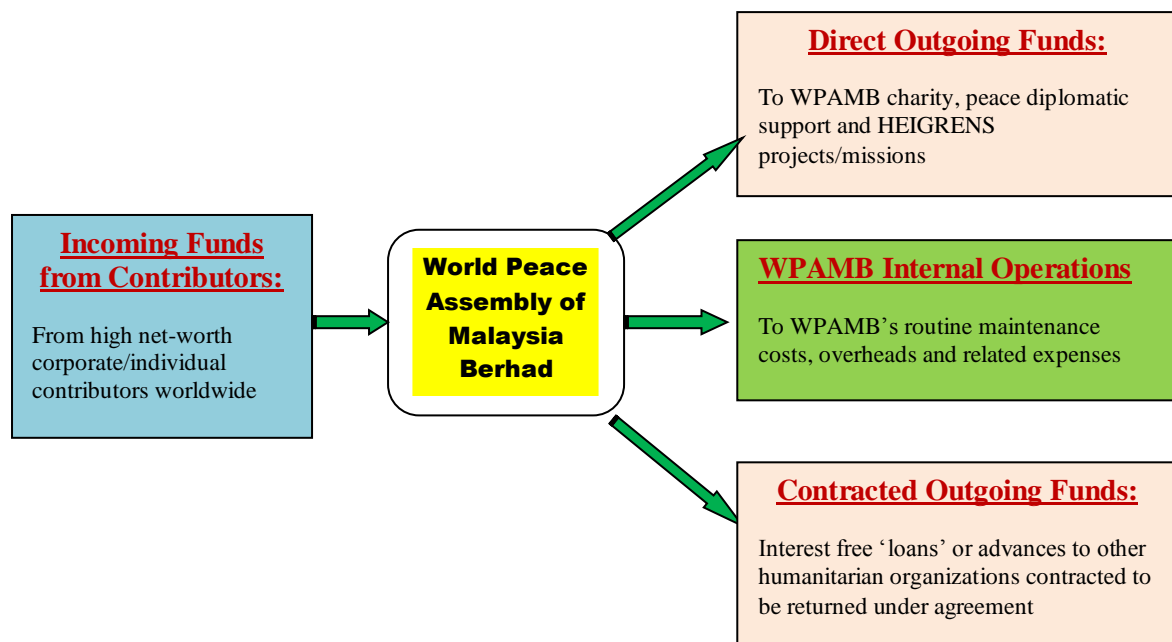 Incoming Funds
from Contributors:
From high net-worth
corporate/individual
contributors worldwide
World Peace
Assembly of
Malaysia
Berhad
Direct Outgoing Funds:
To WPAMB charity, peace diplomatic
support and HEIGRENS
projects/missions
WPAMB Internal Operations
To WPAMB’s routine maintenance
costs, overheads and related expenses
Contracted Outgoing Funds:
Interest free ‘loans’ or advances to other
humanitarian organizations contracted to
be returned under agreement